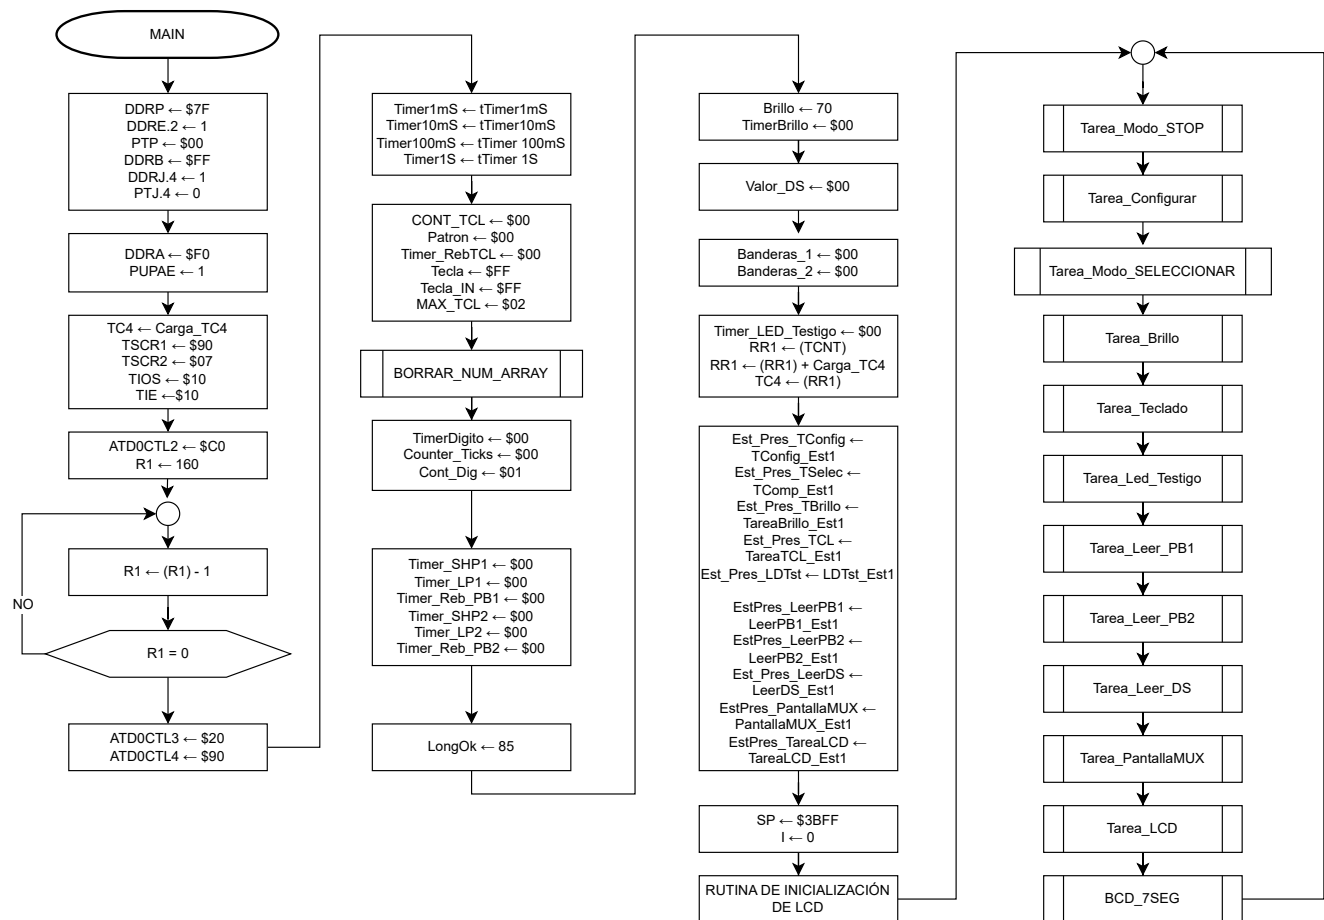 MAIN
DDRP ← $7F
DDRE.2 ← 1
PTP ← $00
DDRB ← $FF
DDRJ.4 ← 1
PTJ.4 ← 0
DDRA ← $F0
PUPAE ← 1
TC4 ← Carga_TC4
TSCR1 ← $90
TSCR2 ← $07
TIOS ← $10
TIE ←$10
ATD0CTL2 ← $C0
R1 ← 160
R1 ← (R1) - 1
NO
R1 = 0
ATD0CTL3 ← $20
ATD0CTL4 ← $90
Timer1mS ← tTimer1mS
Timer10mS ← tTimer10mS
Timer100mS ← tTimer 100mS
Timer1S ← tTimer 1S
CONT_TCL ← $00
Patron ← $00
Timer_RebTCL ← $00
Tecla ← $FF
Tecla_IN ← $FF
MAX_TCL ← $02
BORRAR_NUM_ARRAY
TimerDigito ← $00
Counter_Ticks ← $00
Cont_Dig ← $01
Timer_SHP1 ← $00
Timer_LP1 ← $00
Timer_Reb_PB1 ← $00
Timer_SHP2 ← $00
Timer_LP2 ← $00
Timer_Reb_PB2 ← $00
LongOk ← 85
Brillo ← 70
TimerBrillo ← $00
Valor_DS ← $00
Banderas_1 ← $00
Banderas_2 ← $00
Timer_LED_Testigo ← $00
RR1 ← (TCNT)
RR1 ← (RR1) + Carga_TC4
TC4 ← (RR1)
Est_Pres_TConfig ←
TConfig_Est1
Est_Pres_TSelec ←
TComp_Est1
Est_Pres_TBrillo ←
TareaBrillo_Est1
Est_Pres_TCL ←
TareaTCL_Est1
Est_Pres_LDTst ← LDTst_Est1
EstPres_LeerPB1 ←
LeerPB1_Est1
EstPres_LeerPB2 ←
LeerPB2_Est1
Est_Pres_LeerDS ←
LeerDS_Est1
EstPres_PantallaMUX ←
PantallaMUX_Est1
EstPres_TareaLCD ←
TareaLCD_Est1
SP ← $3BFF
I ← 0
RUTINA DE INICIALIZACIÓN
DE LCD
Tarea_Modo_STOP
Tarea_Configurar
Tarea_Modo_SELECCIONAR
Tarea_Brillo
Tarea_Teclado
Tarea_Led_Testigo
Tarea_Leer_PB1
Tarea_Leer_PB2
Tarea_Leer_DS
Tarea_PantallaMUX
Tarea_LCD
BCD_7SEG